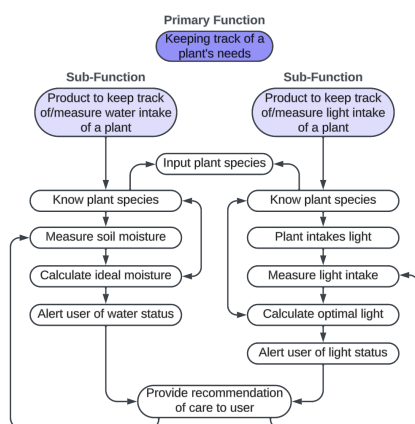 Primary Function
Keeping track of a
plant's needs
Sub-Function
Product to keep track
of/measure water intake
of a plant
Sub-Function
Product to keep track
of/measure light intake
of a plant
Input plant species
Know plant species
Measure soil moisture
Calculate ideal moisture
Alert user of water status
Know plant species
Plant intakes light
Measure light intake
Calculate optimal light
Alert user of light status
Provide recommendation
of care to user